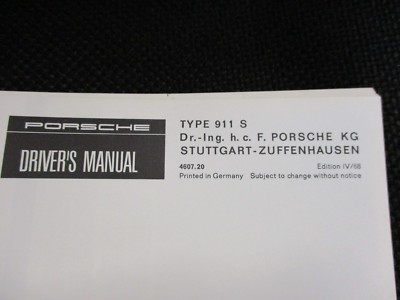 PORSCHE
DRIVER'S MANUAL
TYPE 911 S
Dr.-Ing. h. c. F. PORSCHE KG
STUTTGART-ZUFFENHAUSEN
4607.20 Edition IV/68
Printed in Germany Subject to change without notice